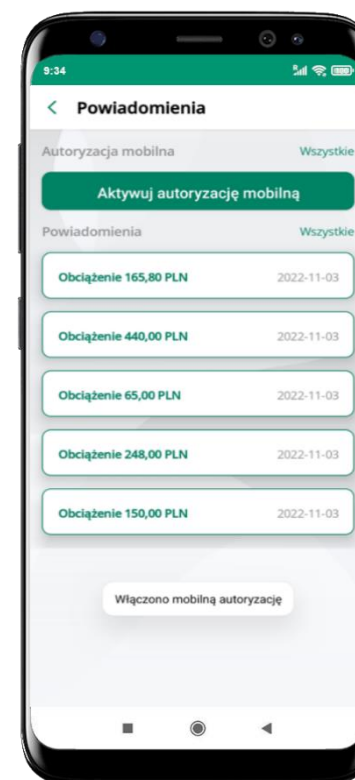 9:34
Powiadomienia
Autoryzacja mobilna Wszystkie
Aktywuj autoryzację mobilną
Powiadomienia Wszystkie
Obciążenie 165,80 PLN 2022-11-03
Obciążenie 440,00 PLN 2022-11-03
Obciążenie 65,00 PLN 2022-11-03
Obciążenie 248,00 PLN 2022-11-03
Obciążenie 150,00 PLN 2022-11-03
Włączono mobilną autoryzację